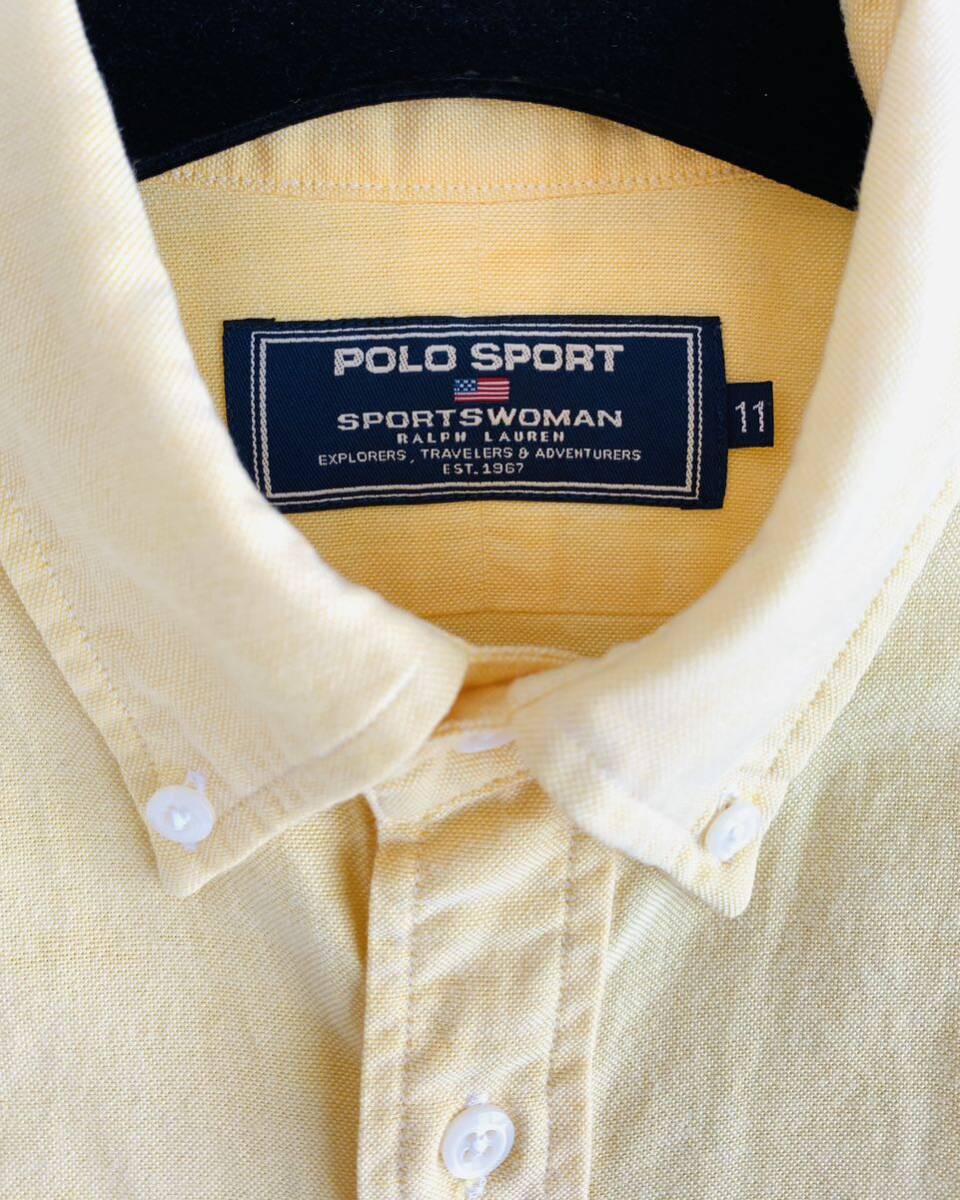 POLO SPORT
SPORTSWOMAN
RALPH LAUREN
EXPLORERS, TRAVELERS & ADVENTURERS
EST. 1967
11